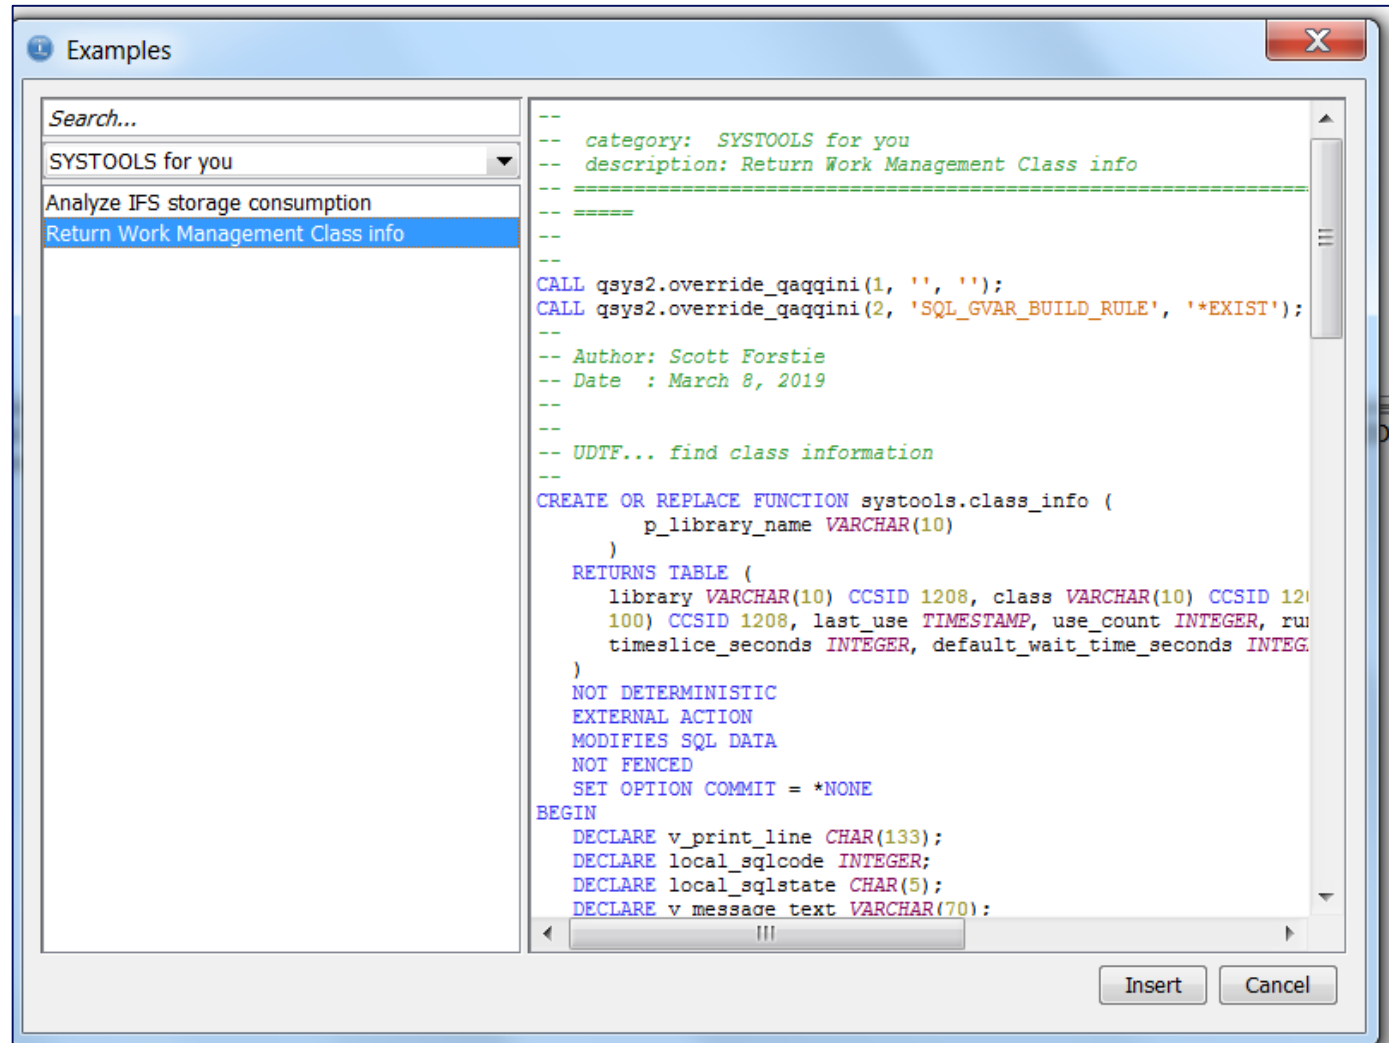 Examples
X
Search...
SYSTOOLS for you
Analyze IFS storage consumption
Return Work Management Class info
--
--  category:  SYSTOOLS for you
--  description: Return Work Management Class info
-- =============================================================
-- =====
--
--
CALL qsys2.override_qaqqini(1, '', '');
CALL qsys2.override_qaqqini(2, 'SQL_GVAR_BUILD_RULE', '*EXIST');
--
-- Author: Scott Forstie
-- Date  : March 8, 2019
--
--
-- UDTF... find class information
--
CREATE OR REPLACE FUNCTION systools.class_info (
         p_library_name VARCHAR(10)
      )
   RETURNS TABLE (
      library VARCHAR(10) CCSID 1208, class VARCHAR(10) CCSID
      100) CCSID 1208, last_use TIMESTAMP, use_count INTEGER,
      timeslice_seconds INTEGER, default_wait_time_seconds
   )
   NOT DETERMINISTIC
   EXTERNAL ACTION
   MODIFIES SQL DATA
   NOT FENCED
   SET OPTION COMMIT = *NONE
BEGIN
   DECLARE v_print_line CHAR(133);
   DECLARE local_sqlcode INTEGER;
   DECLARE local_sqlstate CHAR(5);
   DECLARE v_message_text VARCHAR(70);
Insert
Cancel